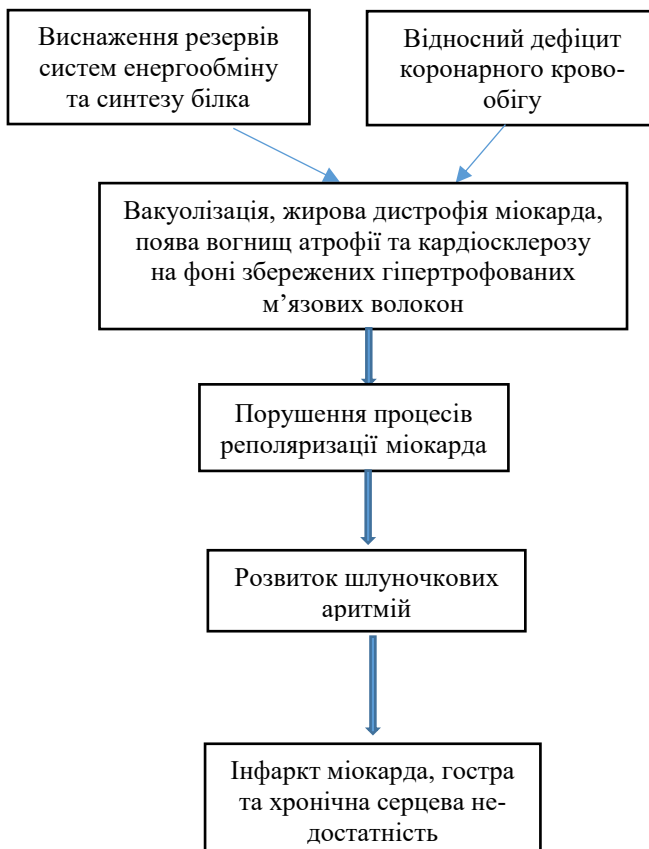 Виснаження резервів
систем енергообміну
та синтезу білка
Відносний дефіцит
коронарного крово-
обігу
Вакуолізація, жирова дистрофія міокарда,
поява вогнищ атрофії та кардіосклерозу
на фоні збережених гіпертрофованих
м’язових волокон
Порушення процесів
реполяризації міокарда
Розвиток шлуночкових
аритмій
Інфаркт міокарда, гостра
та хронічна серцева не-
достатність